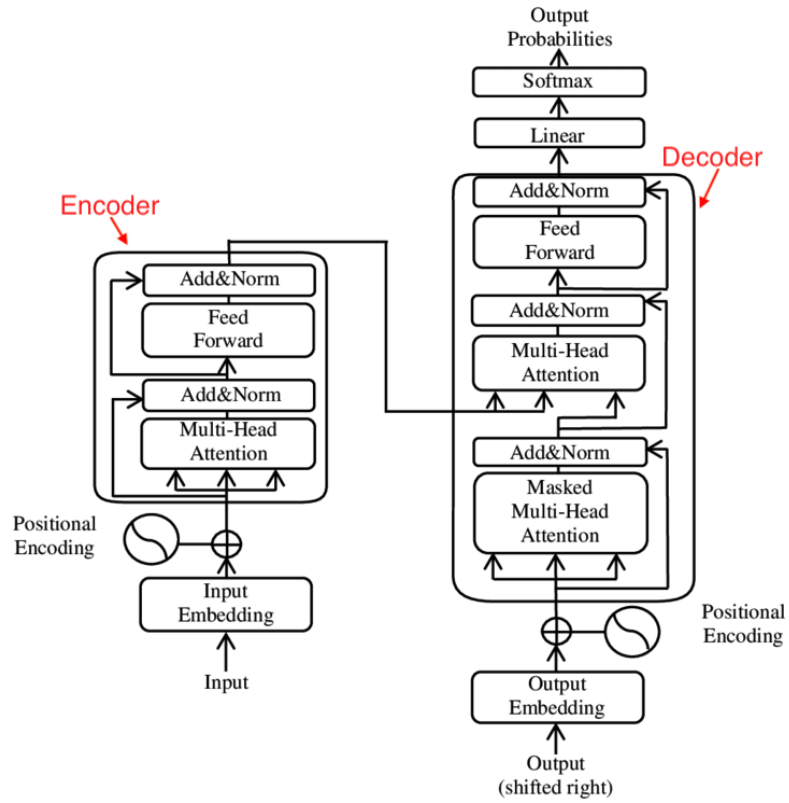 Output
Probabilities
Softmax
Linear
Decoder
Add&Norm
Feed
Forward
Add&Norm
Multi-Head
Attention
Add&Norm
Masked
Multi-Head
Attention
Positional
Encoding
Output
Embedding
Output
(shifted right)
Encoder
Add&Norm
Feed
Forward
Add&Norm
Multi-Head
Attention
Positional
Encoding
Input
Embedding
Input